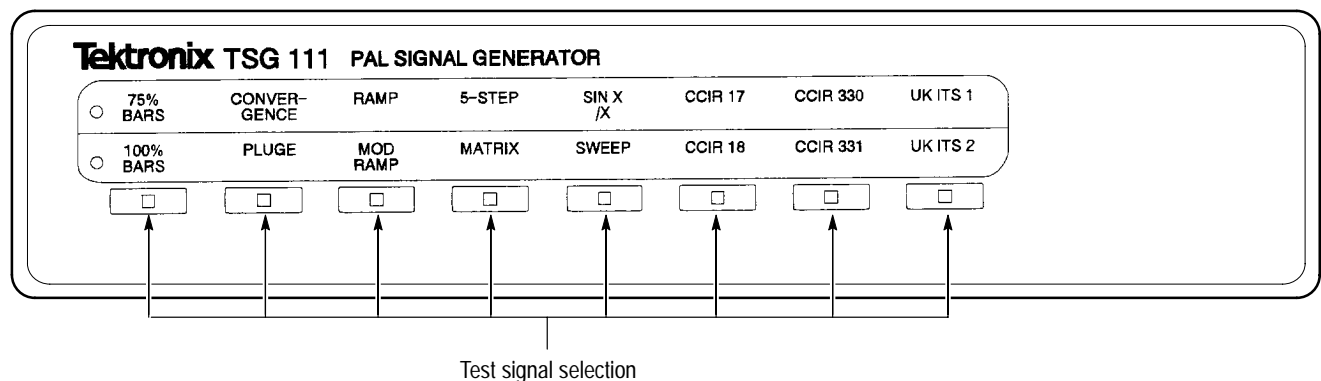 Tektronix TSG 111 PAL SIGNAL GENERATOR
75% BARS CONVER-GENCE RAMP 5-STEP SIN X /X CCIR 17 CCIR 330 UK ITS 1
100% BARS PLUGE MOD RAMP MATRIX SWEEP CCIR 18 CCIR 331 UK ITS 2
Test signal selection